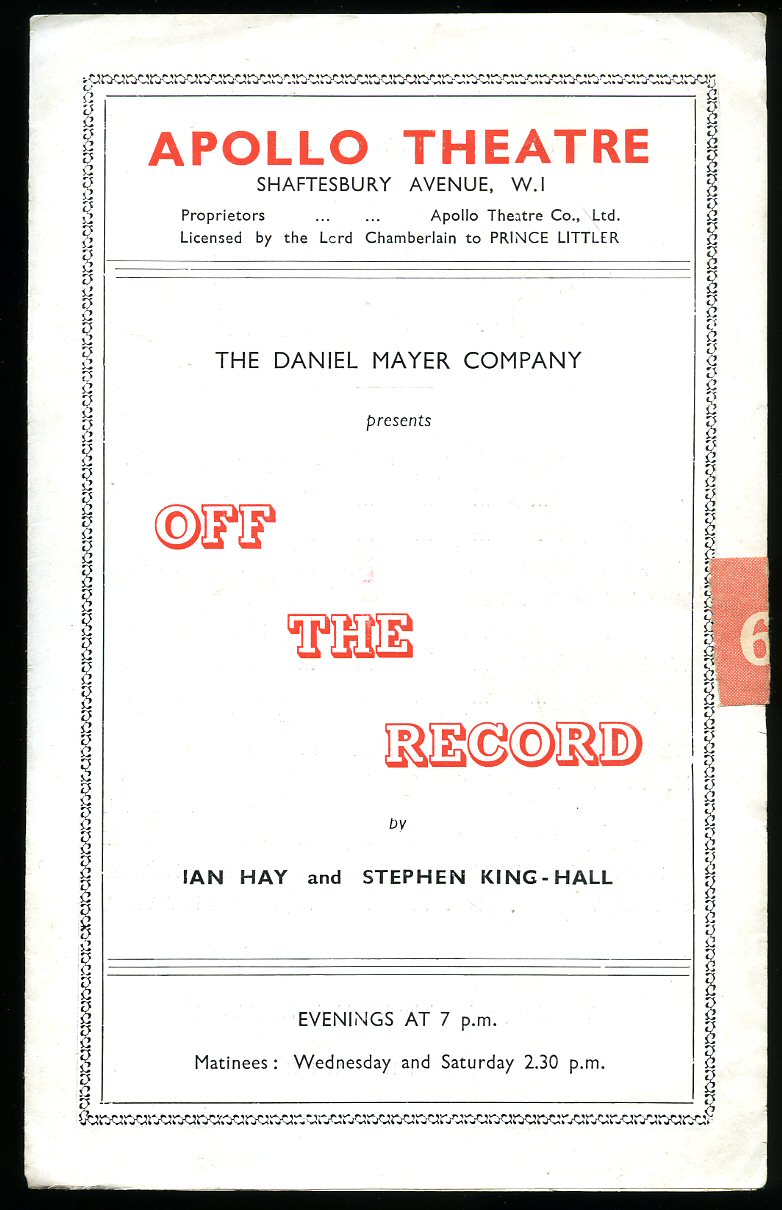 APOLLO THEATRE
SHAFTESBURY AVENUE, W.1
Proprietors ... ... Apollo Theatre Co., Ltd.
Licensed by the Lord Chamberlain to PRINCE LITTLER
THE DANIEL MAYER COMPANY
presents
OFF
THE
RECORD
6
by
IAN HAY and STEPHEN KING-HALL
EVENINGS AT 7 p.m.
Matinees: Wednesday and Saturday 2.30 p.m.